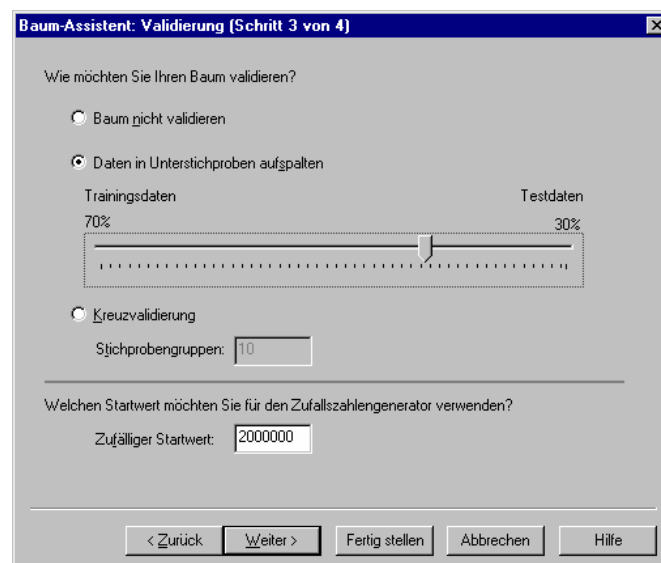 Baum-Assistent: Validierung (Schritt 3 von 4)
Wie möchten Sie Ihren Baum validieren?
Baum nicht validieren
Daten in Unterstichproben aufspalten
Trainingsdaten Testdaten
70% 30%
Kreuzvalidierung
Stichprobengruppen: 10
Welchen Startwert möchten Sie für den Zufallszahlengenerator verwenden?
Zufälliger Startwert: 2000000
< Zurück Weiter > Fertig stellen Abbrechen Hilfe